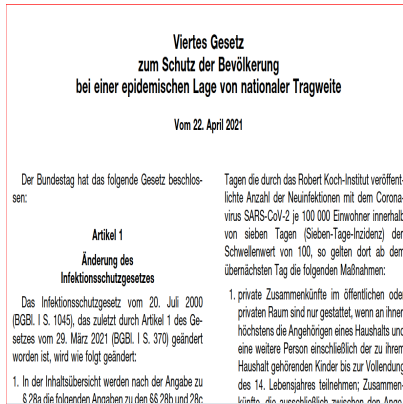 Viertes Gesetz
zum Schutz der Bevölkerung
bei einer epidemischen Lage von nationaler Tragweite
Vom 22. April 2021
Der Bundestag hat das folgende Gesetz beschlos-
sen:
Artikel 1
Änderung des
Infektionsschutzgesetzes
Das Infektionsschutzgesetz vom 20. Juli 2000
(BGBl. I S. 1045), das zuletzt durch Artikel 1 des Ge-
setzes vom 29. März 2021 (BGBl. I S. 370) geändert
worden ist, wird wie folgt geändert:
1. In der Inhaltsübersicht werden nach der Angabe zu
§ 28a die folgenden Angaben zu den §§ 28b und 28c
Tagen die durch das Robert Koch-Institut veröffent-
lichte Anzahl der Neuinfektionen mit dem Corona-
virus SARS-CoV-2 je 100 000 Einwohner innerhalb
von sieben Tagen (Sieben-Tage-Inzidenz) den
Schwellenwert von 100, so gelten dort ab dem
übernächsten Tag die folgenden Maßnahmen:
1. private Zusammenkünfte im öffentlichen oder
privaten Raum sind nur gestattet, wenn an ihnen
höchstens die Angehörigen eines Haushalts und
eine weitere Person einschließlich der zu ihrem
Haushalt gehörenden Kinder bis zur Vollendung
des 14. Lebensjahres teilnehmen; Zusammen-
künfte, die ausschließlich zwischen den Ange-